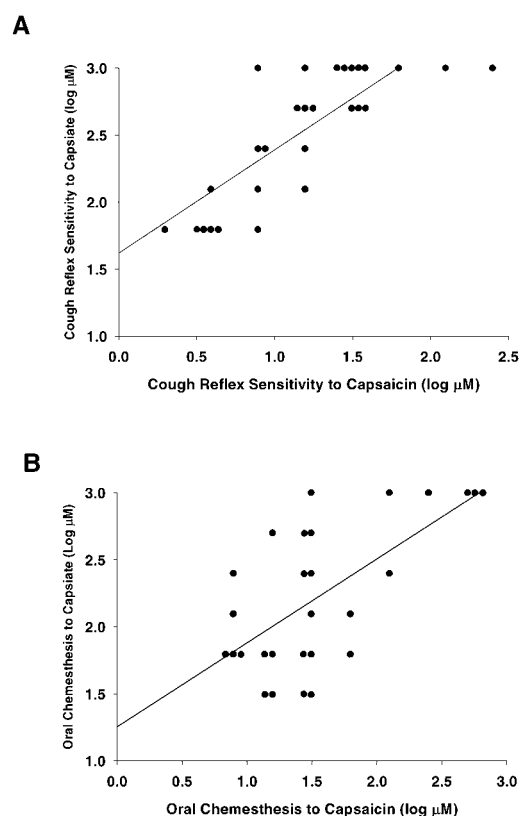 A
Cough Reflex Sensitivity to Capsiate (log µM)
3.0
2.5
2.0
1.5
1.0
0.0 0.5 1.0 1.5 2.0 2.5
Cough Reflex Sensitivity to Capsaicin (log µM)
B
Oral Chemesthesis to Capsiate (Log µM)
3.0
2.5
2.0
1.5
1.0
0.0 0.5 1.0 1.5 2.0 2.5 3.0
Oral Chemesthesis to Capsaicin (log µM)